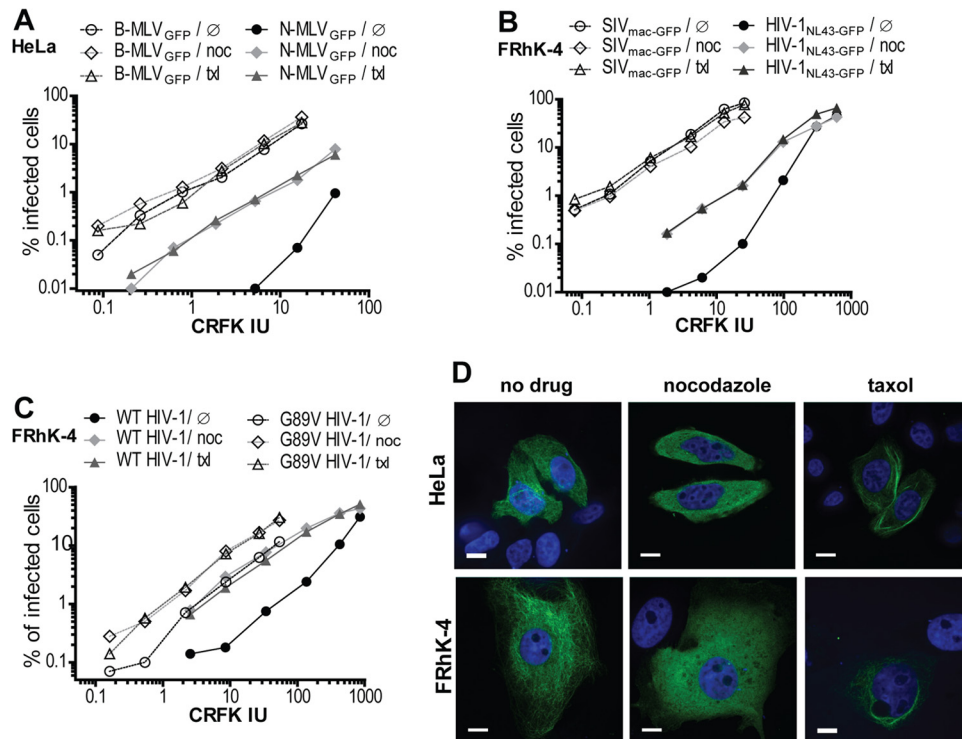 A
HeLa
B-MLVGFP / ∅
B-MLVGFP / noc
B-MLVGFP / txl
N-MLVGFP / ∅
N-MLVGFP / noc
N-MLVGFP / txl
% infected cells
100
10
1
0.1
0.01
0.01
0.1
1
10
100
CRFK IU
B
FRhK-4
SIVmac-GFP / ∅
SIVmac-GFP / noc
SIVmac-GFP / txl
HIV-1NL43-GFP / ∅
HIV-1NL43-GFP / noc
HIV-1NL43-GFP / txl
% infected cells
100
10
1
0.1
0.01
0.1
1
10
100
1000
CRFK IU
C
FRhK-4
WT HIV-1/ ∅
WT HIV-1/ noc
WT HIV-1/ txl
G89V HIV-1/ ∅
G89V HIV-1/ noc
G89V HIV-1/ txl
% of infected cells
100
10
1
0.1
0.1
1
10
100
1000
CRFK IU
D
no drug
nocodazole
taxol
HeLa
FRhK-4